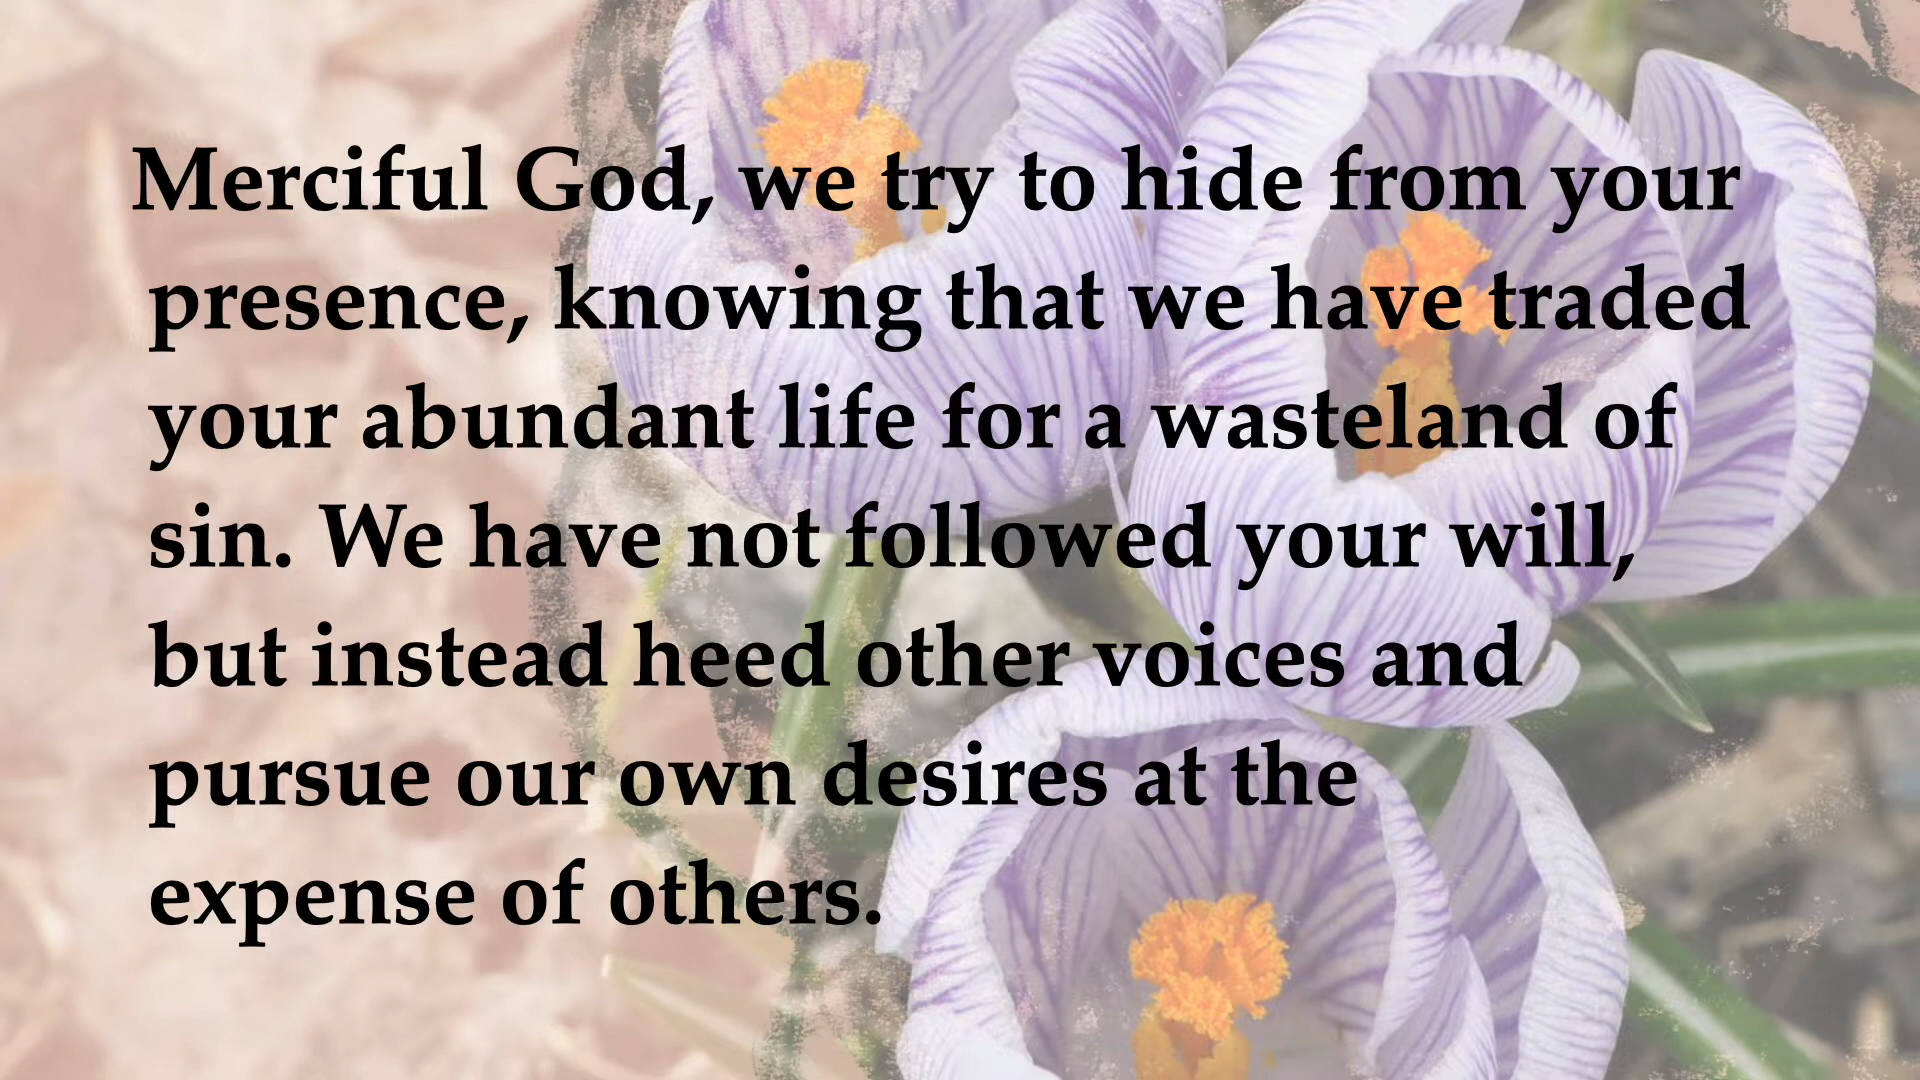 Merciful God, we try to hide from your
presence, knowing that we have traded
your abundant life for a wasteland of
sin. We have not followed your will,
but instead heed other voices and
pursue our own desires at the
expense of others.